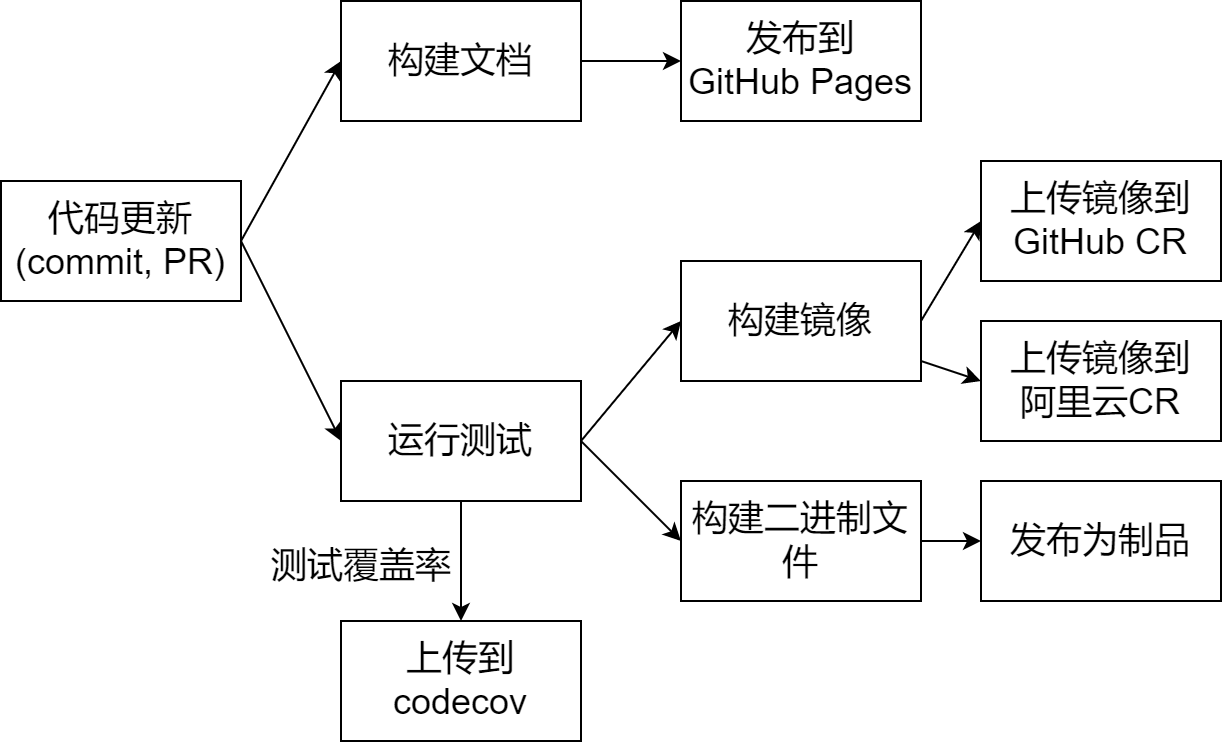 构建文档
发布到
GitHub Pages
代码更新
(commit, PR)
上传镜像到
GitHub CR
构建镜像
上传镜像到
阿里云CR
运行测试
构建二进制文
件
发布为制品
测试覆盖率
上传到
codecov